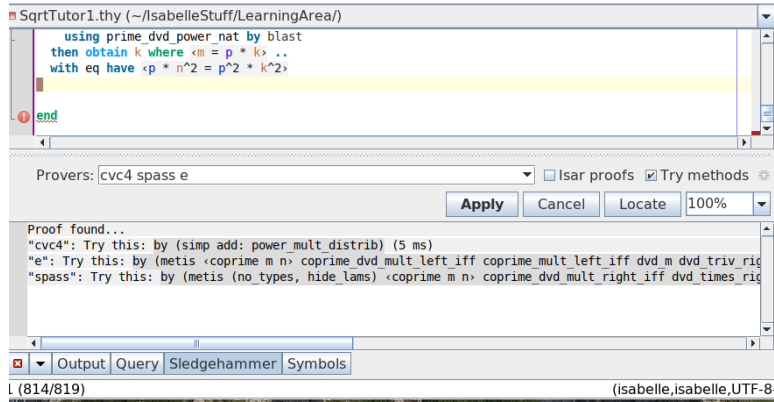 SqrtTutor1.thy (~/IsabelleStuff/LearningArea/)
using prime_dvd_power_nat by blast
then obtain k where ‹m = p * k› ..
with eq have ‹p * n^2 = p^2 * k^2›
end
Provers: cvc4 spass e Isar proofs Try methods
Apply Cancel Locate 100%
Proof found...
"cvc4": Try this: by (simp add: power_mult_distrib) (5 ms)
"e": Try this: by (metis ‹coprime m n› coprime_dvd_mult_left_iff coprime_mult_left_iff dvd_m dvd_triv_rig
"spass": Try this: by (metis (no_types, hide_lams) ‹coprime m n› coprime_dvd_mult_right_iff dvd_times_rig
Output Query Sledgehammer Symbols
1 (814/819) (isabelle,isabelle,UTF-8-